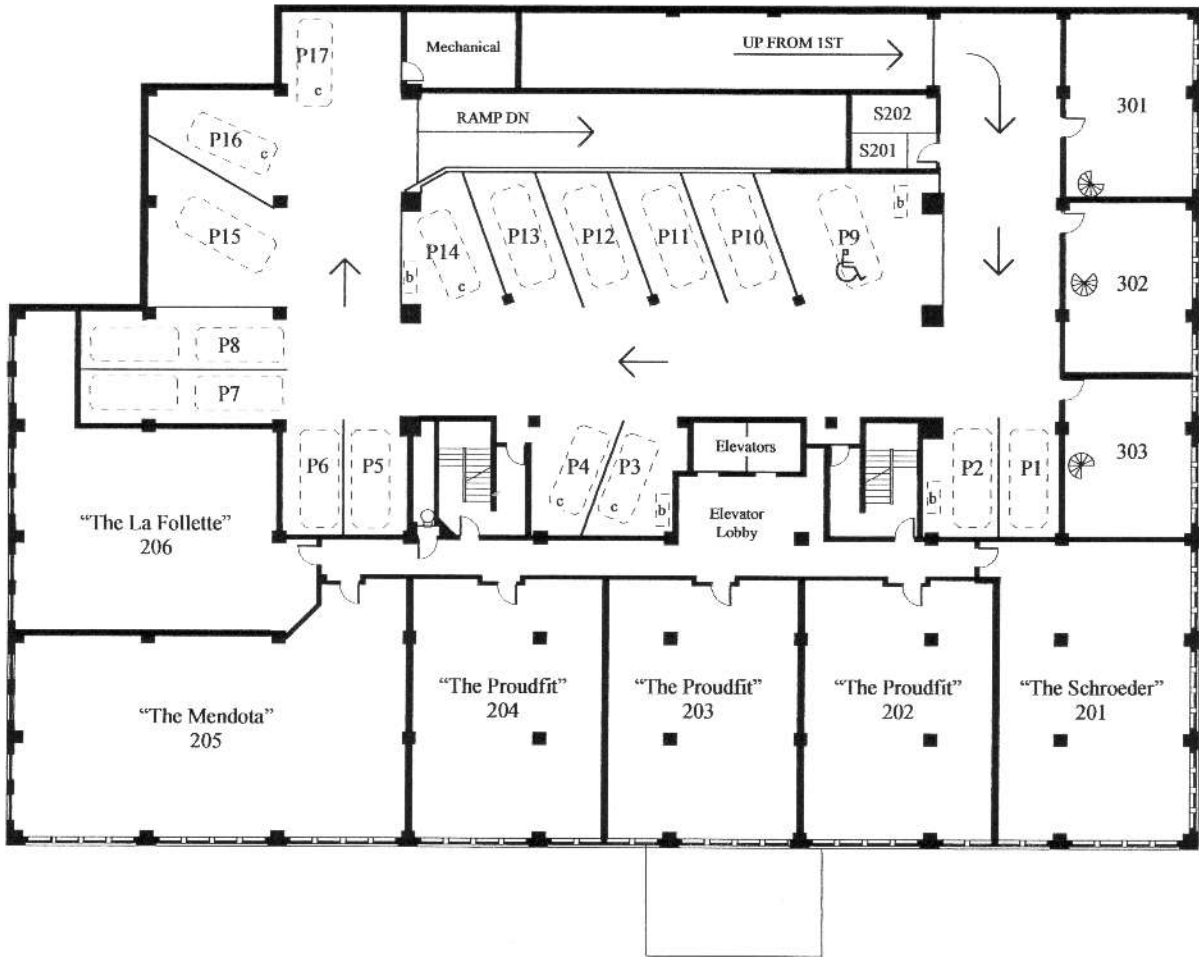 UP FROM 1ST
P17
c
Mechanical
301
RAMP DN
S202
S201
P16
c
b
P15
P14
c
b
P13
P12
P11
P10
P9
302
P8
P7
P6
P5
P4
c
P3
c
b
Elevators
Elevator
Lobby
P2
b
P1
303
“The La Follette”
206
“The Mendota”
205
“The Proudfit”
204
“The Proudfit”
203
“The Proudfit”
202
“The Schroeder”
201